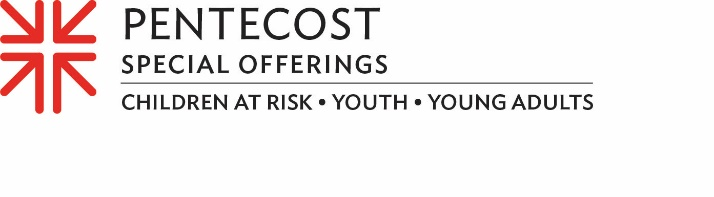 PENTECOST
SPECIAL OFFERINGS
CHILDREN AT RISK • YOUTH • YOUNG ADULTS